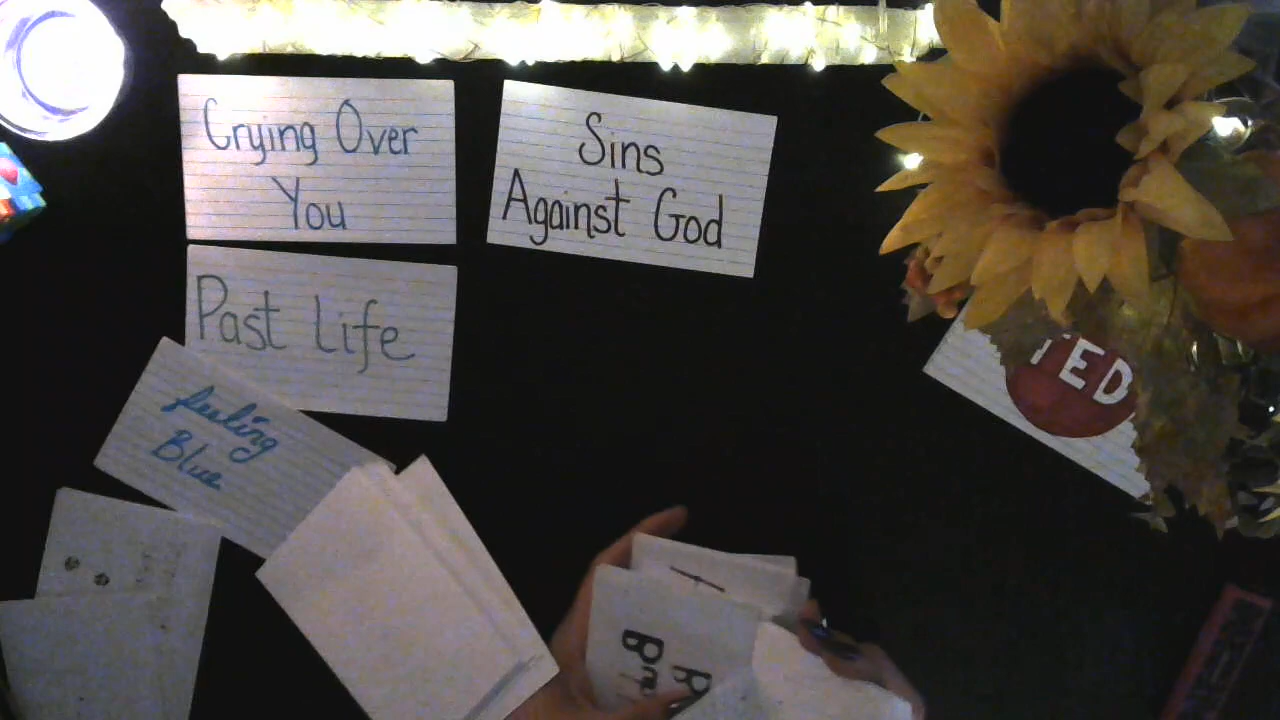 Crying Over
You
Sins
Against God
Past Life
feeling
Blue
TED